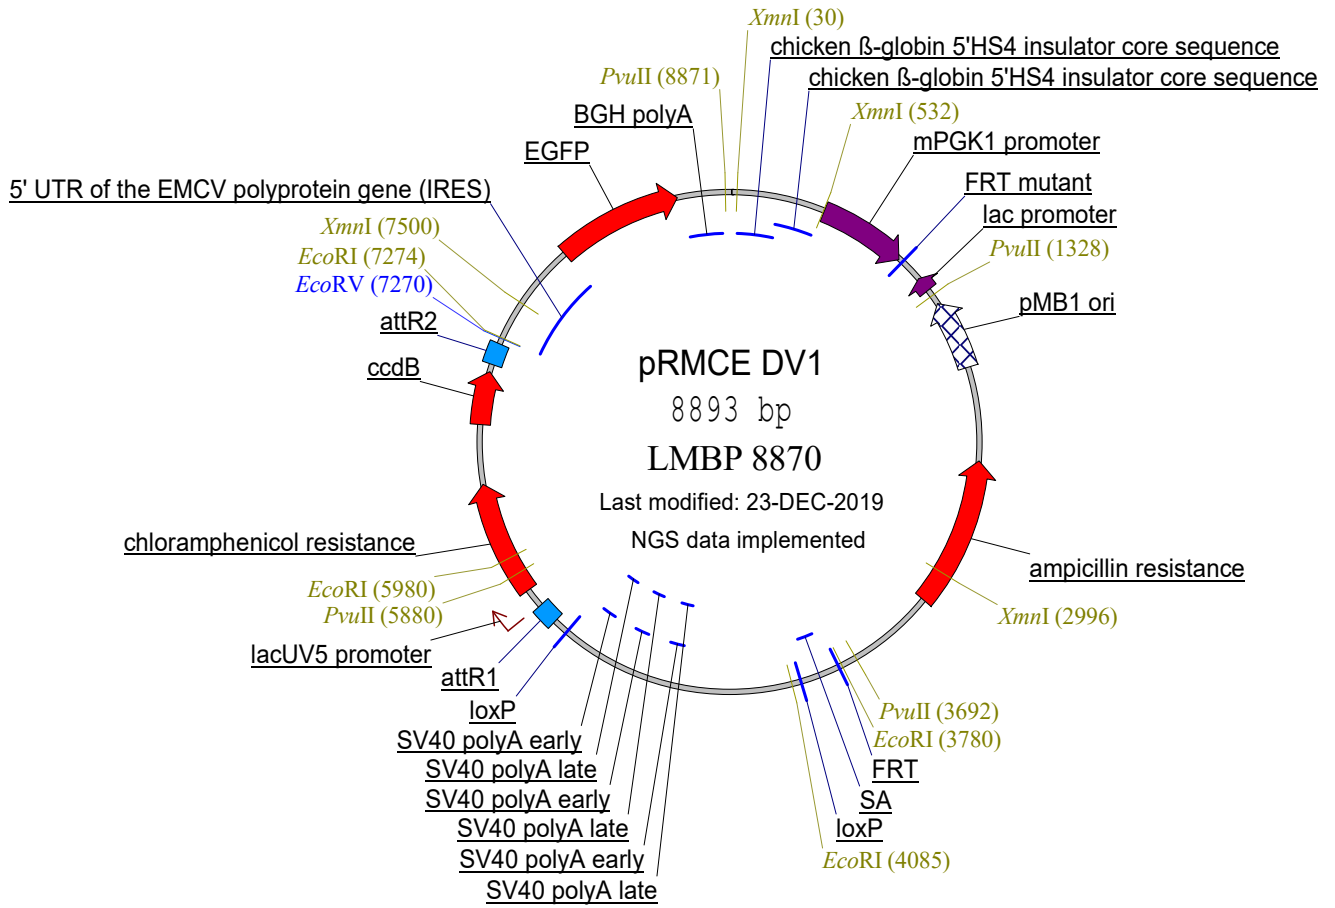 XmnI (30)
chicken ß-globin 5'HS4 insulator core sequence
PvuII (8871)
chicken ß-globin 5'HS4 insulator core sequence
BGH polyA
XmnI (532)
EGFP
mPGK1 promoter
5' UTR of the EMCV polyprotein gene (IRES)
FRT mutant
lac promoter
XmnI (7500)
PvuII (1328)
EcoRI (7274)
EcoRV (7270)
attR2
pMB1 ori
ccdB
pRMCE DV1
8893 bp
LMBP 8870
Last modified: 23-DEC-2019
NGS data implemented
chloramphenicol resistance
ampicillin resistance
EcoRI (5980)
PvuII (5880)
XmnI (2996)
lacUV5 promoter
attR1
loxP
PvuII (3692)
EcoRI (3780)
SV40 polyA early
SV40 polyA late
FRT
SV40 polyA early
SA
SV40 polyA late
loxP
SV40 polyA early
EcoRI (4085)
SV40 polyA late